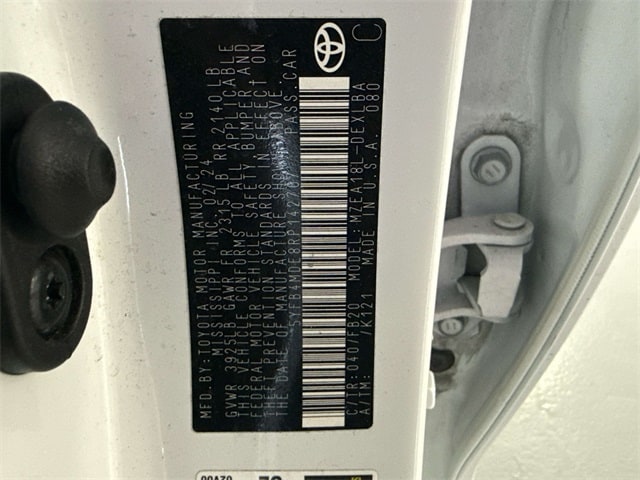 MFD.BY:TOYOTA MOTOR MANUFACTURING
MISSISSIPPI INC. 02/24
GVWR 3925LB GAWR FR 2315LB RR 2140LB
THIS VEHICLE CONFORMS TO ALL APPLICABLE
FEDERAL MOTOR VEHICLE SAFETY, BUMPER, AND
THEFT PREVENTION STANDARDS IN EFFECT ON
THE DATE OF MANUFACTURE SHOWN ABOVE.
PASS.CAR
C/TR:040/FB20 MODEL:MZEA18L-DEXLBA
A/TM: /K121 MADE IN U.S.A. 080
C